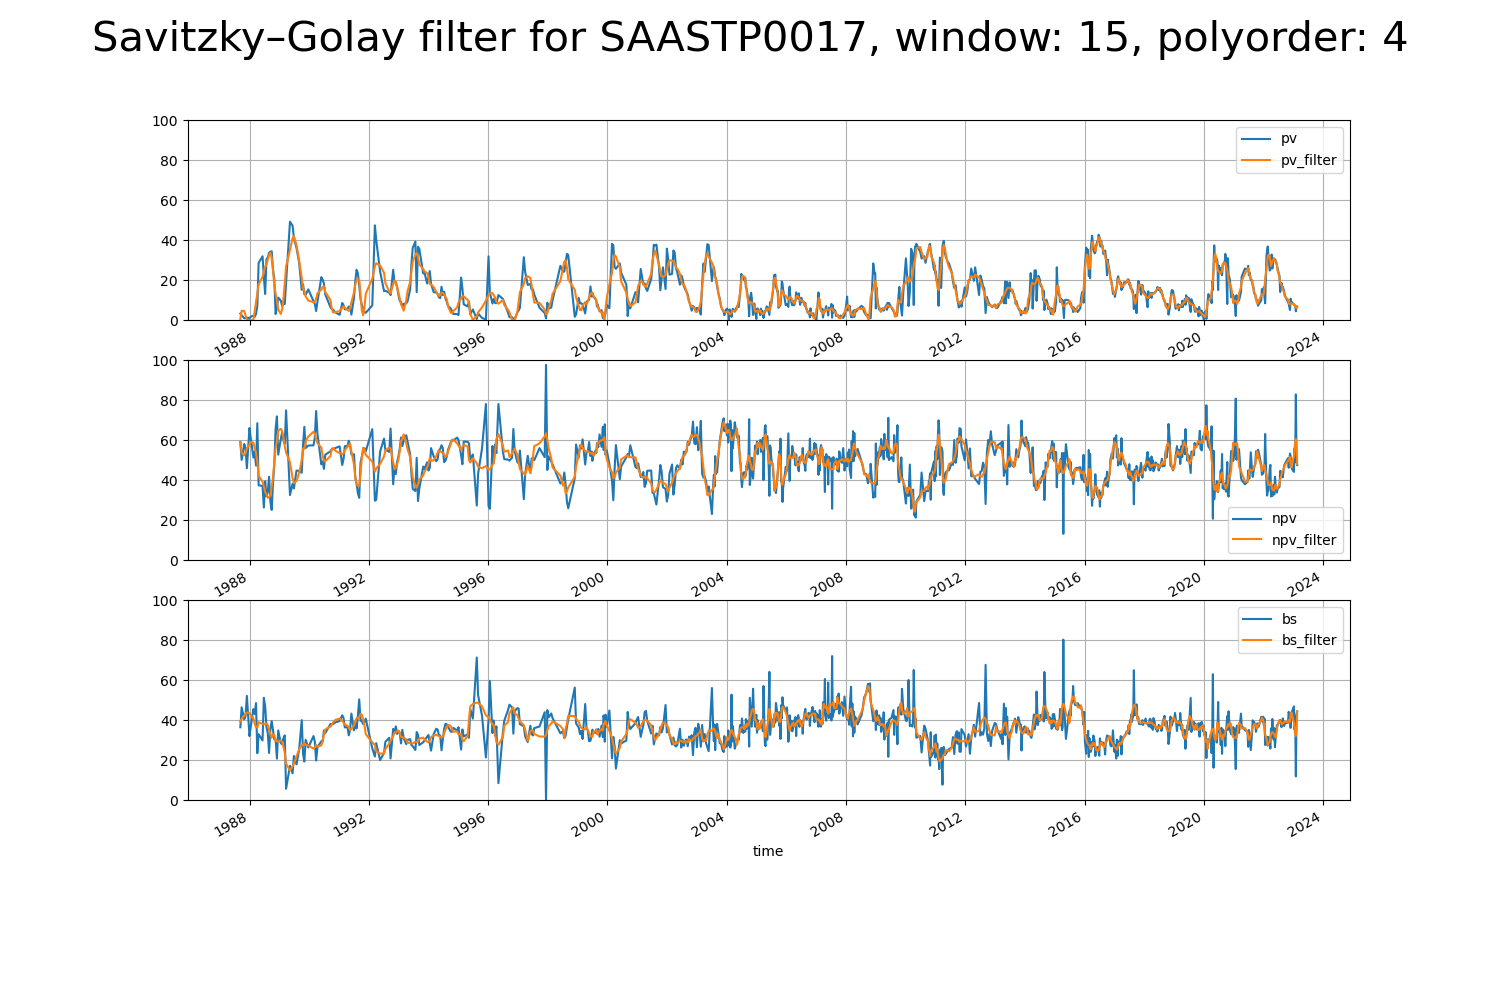 Savitzky–Golay filter for SAASTP0017, window: 15, polyorder: 4
100
80
60
40
20
0
pv
pv_filter
1988 1992 1996 2000 2004 2008 2012 2016 2020 2024
100
80
60
40
20
0
npv
npv_filter
1988 1992 1996 2000 2004 2008 2012 2016 2020 2024
100
80
60
40
20
0
bs
bs_filter
1988 1992 1996 2000 2004 2008 2012 2016 2020 2024
time